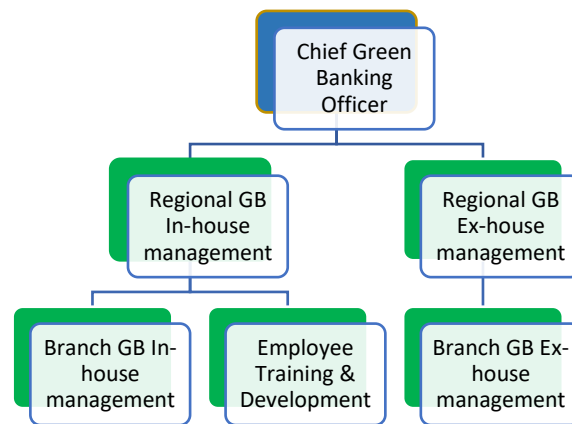 Chief Green
Banking
Officer
Regional GB
In-house
management
Regional GB
Ex-house
management
Branch GB In-
house
management
Employee
Training &
Development
Branch GB Ex-
house
management